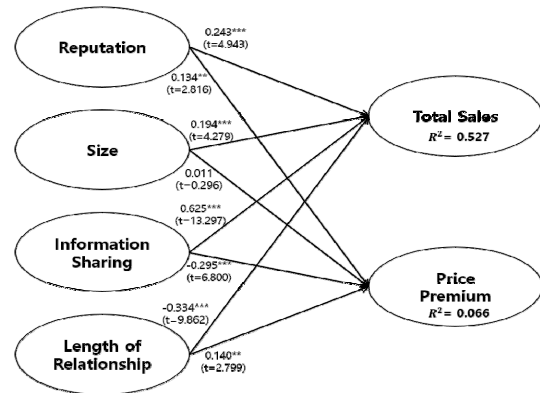 Reputation
0.243***
(t=4.943)
0.134**
(t=2.816)
Total Sales
R² = 0.527
Size
0.194***
(t=4.279)
0.011
(t−0.296)
Information
Sharing
0.625***
(t−13.297)
-0.295***
(t=6.800)
Price
Premium
R² = 0.066
Length of
Relationship
-0.334***
(t−9.862)
0.140**
(t=2.799)